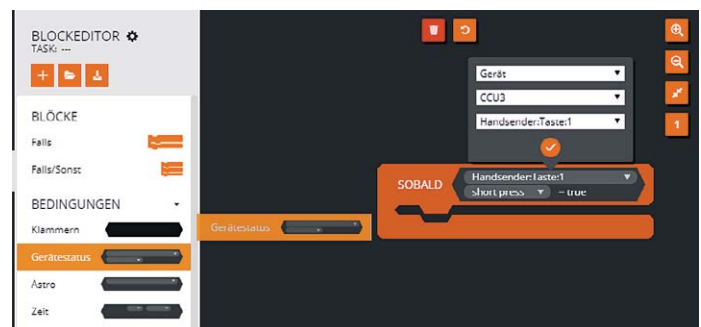 BLOCKEDITOR
TASK: ---
BLÖCKE
Falls
Falls/Sonst
BEDINGUNGEN
Klammern
Gerätestatus
Astro
Zeit
Gerätestatus
Gerät
CCU3
Handsender:Taste:1
SOBALD
Handsender:Taste:1
short press = true
1